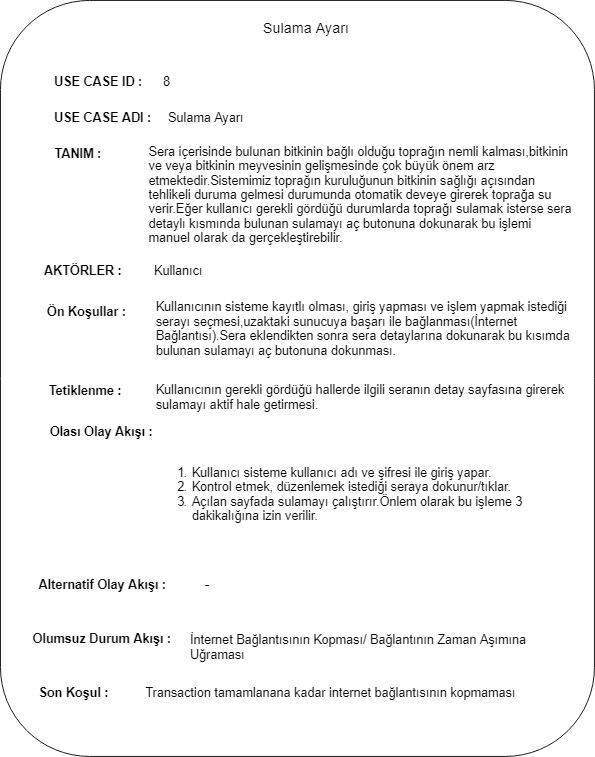 Sulama Ayarı
USE CASE ID : 8
USE CASE ADI : Sulama Ayarı
TANIM : Sera içerisinde bulunan bitkinin bağlı olduğu toprağın nemli kalması,bitkinin
ve veya bitkinin meyvesinin gelişmesinde çok büyük önem arz
etmektedir.Sistemimiz toprağın kuruluğunun bitkinin sağlığı açısından
tehlikeli duruma gelmesi durumunda otomatik deveye girerek toprağa su
verir.Eğer kullanıcı gerekli gördüğü durumlarda toprağı sulamak isterse sera
detaylı kısmında bulunan sulamayı aç butonuna dokunarak bu işlemi
manuel olarak da gerçekleştirebilir.
AKTÖRLER : Kullanıcı
Ön Koşullar : Kullanıcının sisteme kayıtlı olması, giriş yapması ve işlem yapmak istediği
serayı seçmesi,uzaktaki sunucuya başarı ile bağlanması(İnternet
Bağlantısı).Sera eklendikten sonra sera detaylarına dokunarak bu kısımda
bulunan sulamayı aç butonuna dokunması.
Tetiklenme : Kullanıcının gerekli gördüğü hallerde ilgili seranın detay sayfasına girerek
sulamayı aktif hale getirmesi.
Olası Olay Akışı :
1. Kullanıcı sisteme kullanıcı adı ve şifresi ile giriş yapar.
2. Kontrol etmek, düzenlemek istediği seraya dokunur/tıklar.
3. Açılan sayfada sulamayı çalıştırır.Önlem olarak bu işleme 3
dakikalığına izin verilir.
Alternatif Olay Akışı : -
Olumsuz Durum Akışı : İnternet Bağlantısının Kopması/ Bağlantının Zaman Aşımına
Uğraması
Son Koşul : Transaction tamamlanana kadar internet bağlantısının kopmaması